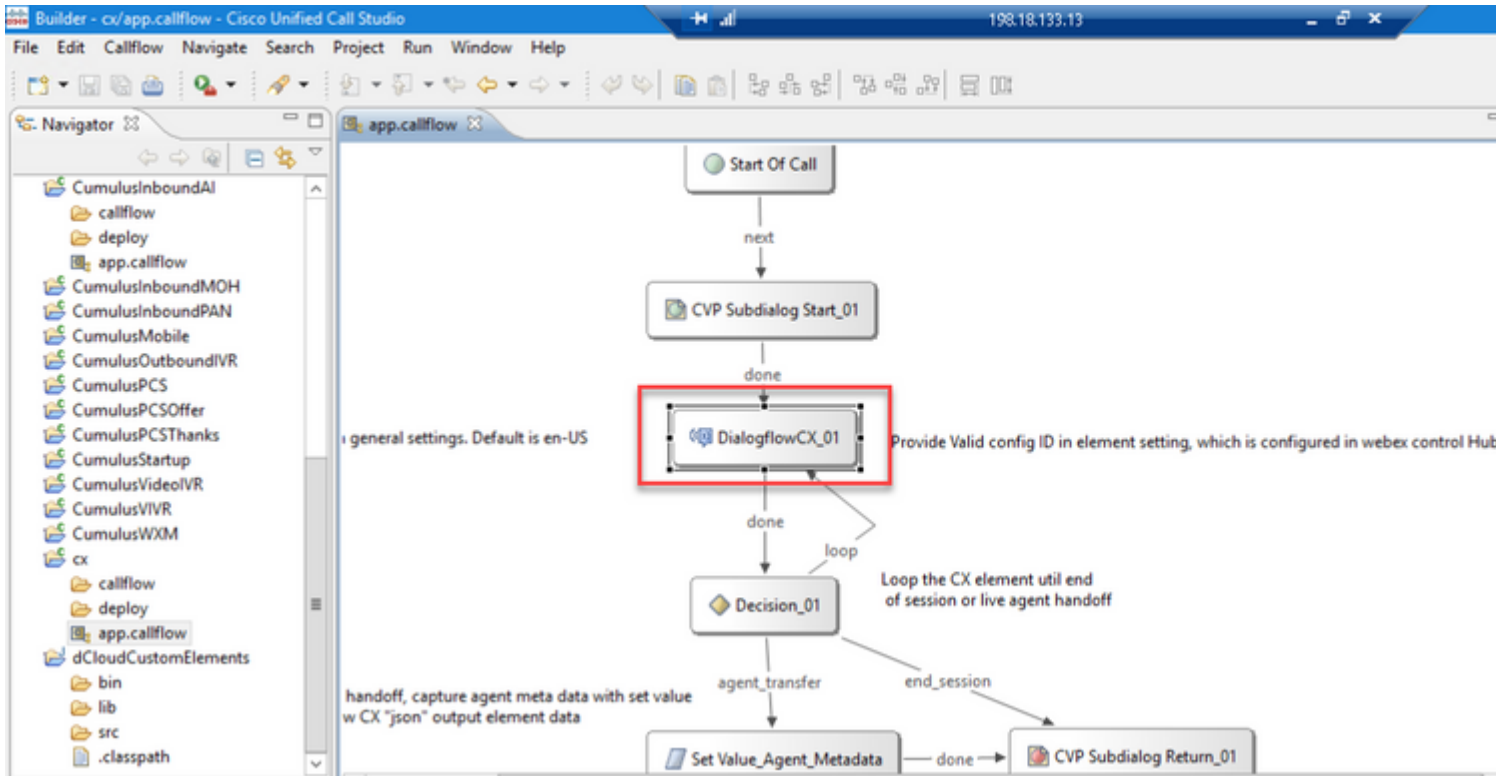 Builder - cx/app.callflow - Cisco Unified Call Studio
198.18.133.13
File Edit Callflow Navigate Search Project Run Window Help
Navigator
app.callflow
CumulusInboundAI
callflow
deploy
app.callflow
CumulusInboundMOH
CumulusInboundPAN
CumulusMobile
CumulusOutboundIVR
CumulusPCS
CumulusPCSOffer
CumulusPCSThanks
CumulusStartup
CumulusVideoIVR
CumulusVIVR
CumulusWXM
cx
callflow
deploy
app.callflow
dCloudCustomElements
bin
lib
src
.classpath
Start Of Call
next
CVP Subdialog Start_01
done
general settings. Default is en-US
DialogflowCX_01
Provide Valid config ID in element setting, which is configured in webex control Hub
done
loop
Loop the CX element util end
of session or live agent handoff
Decision_01
agent_transfer
end_session
handoff, capture agent meta data with set value
w CX "json" output element data
Set Value_Agent_Metadata
done
CVP Subdialog Return_01